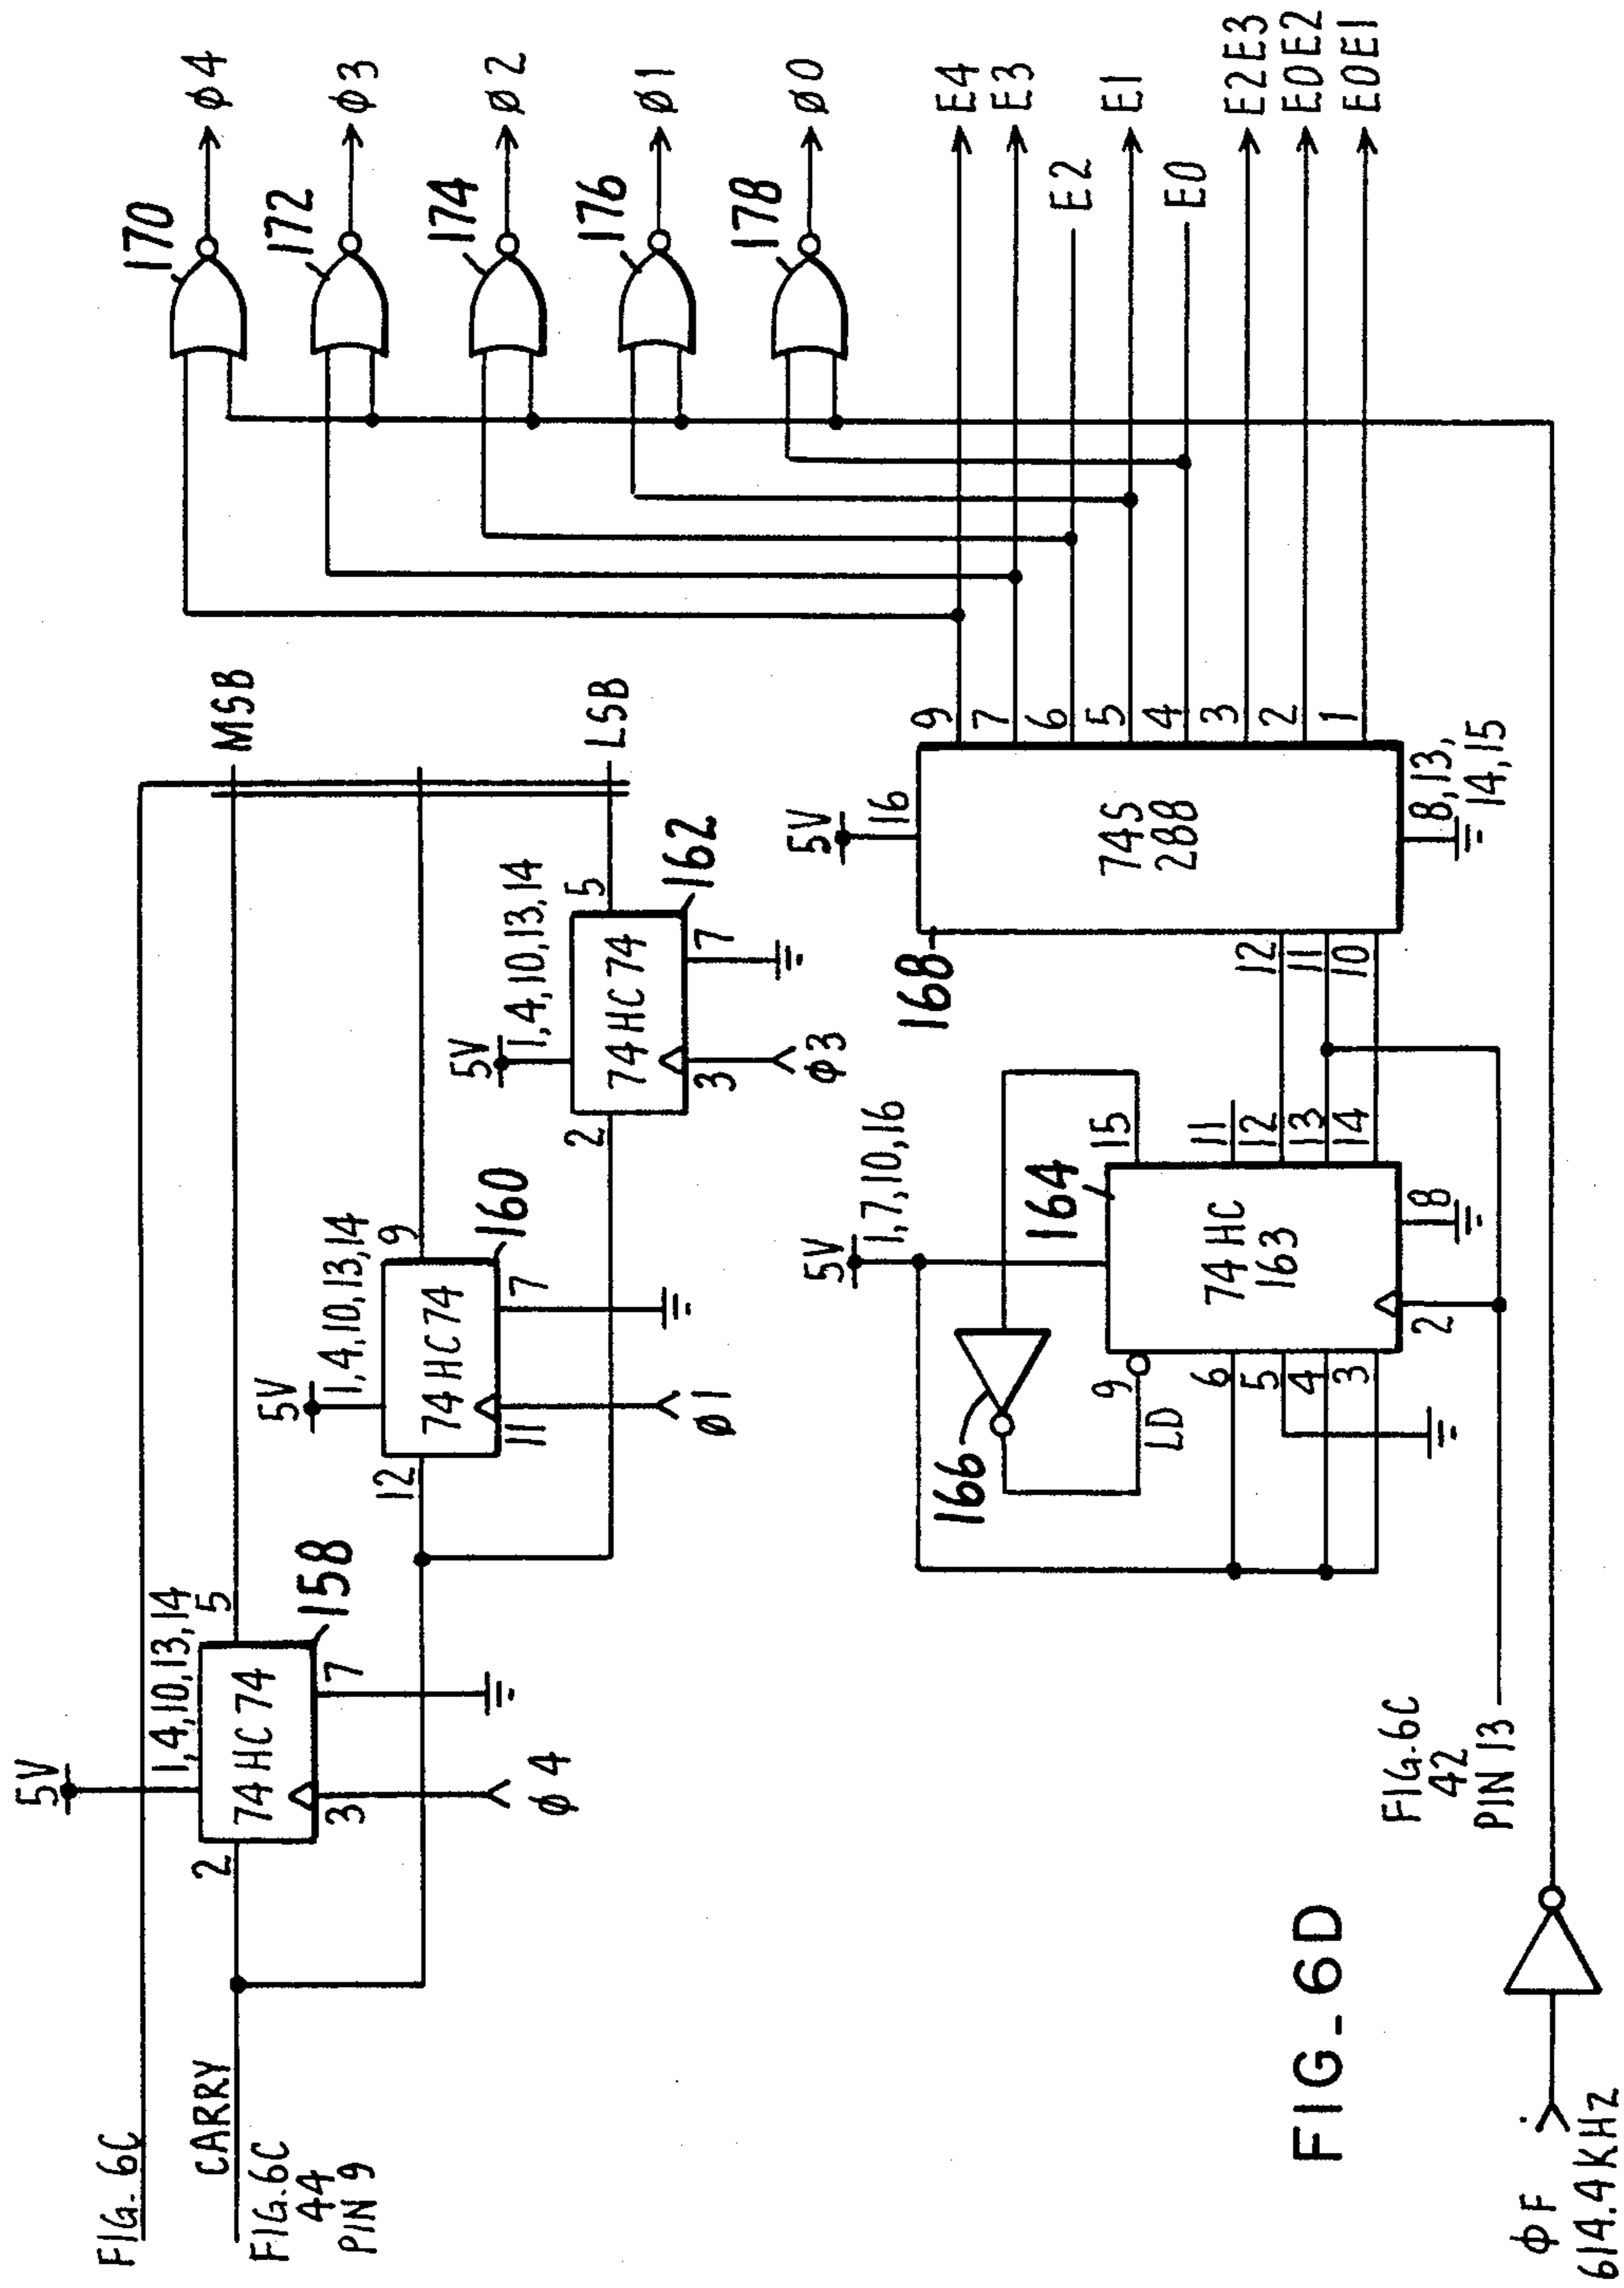 FIG. 6C
CARRY
FIG. 6C
44
PIN 9
2
5V
1,4,10,13,14
5
74HC74
3
7
158
ϕ4
12
5V
1,4,10,13,14
9
74HC74
11
7
160
ø1
2
5V
1,4,10,13,14
5
74HC74
3
7
162
ϕ3
MSB
LSB
170
ϕ4
172
ϕ3
174
ø2
176
ø1
178
ø0
166
9
LD
5V
1,7,10,16
164
15
6
5
4
3
74HC
163
11
12
13
14
2
8
FIG. 6C
42
PIN 13
168
12
11
10
5V
16
74S
288
8,13,
14,15
9
7
6
5
4
3
2
1
E4
E3
E2
E1
E0
E2E3
E0E2
E0E1
ϕF
614.4KHz
FIG_6D